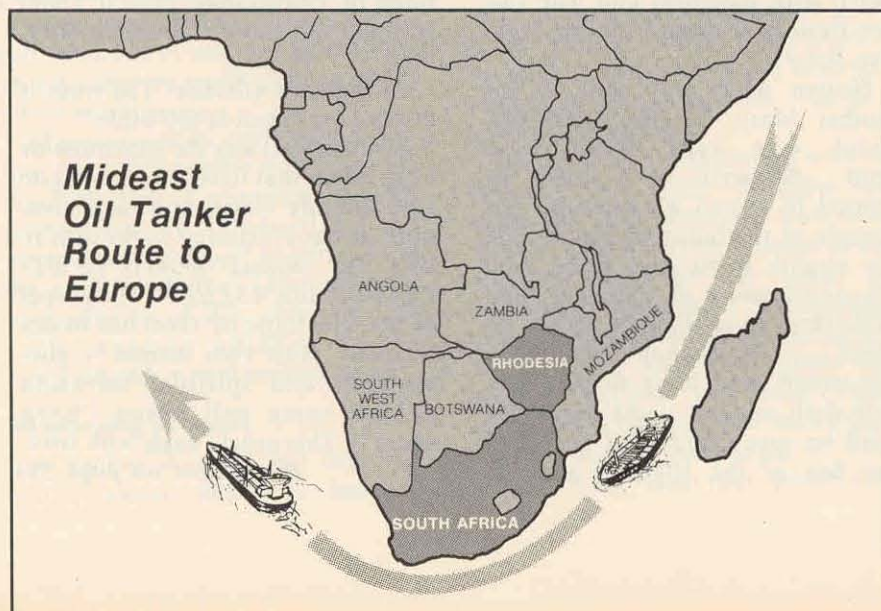 Mideast
Oil Tanker
Route to
Europe
ANGOLA
ZAMBIA
MOZAMBIQUE
RHODESIA
SOUTH
WEST
AFRICA
BOTSWANA
SOUTH AFRICA